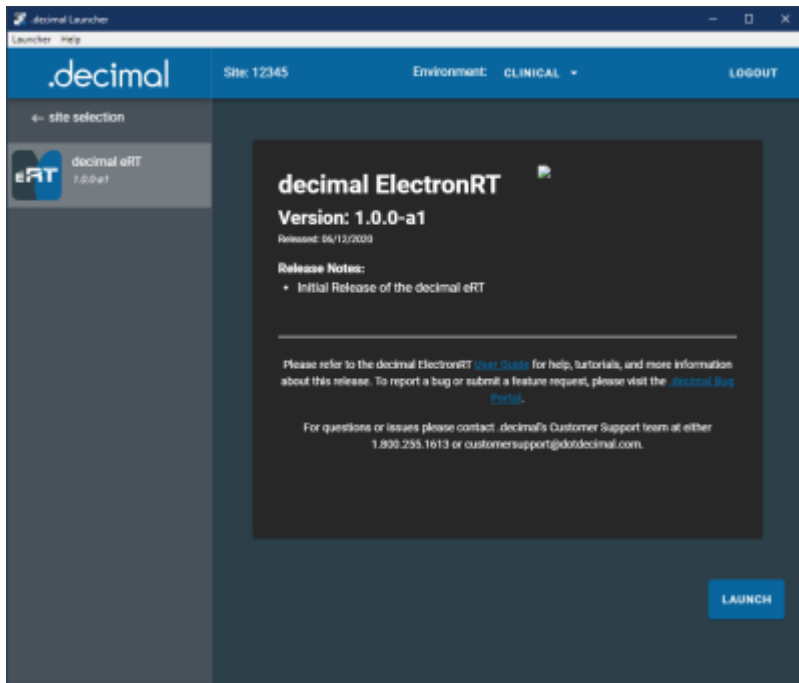 .decimal Launcher
Launcher Help
.decimal
Site: 12345
Environment: CLINICAL
LOGOUT
← site selection
eRT
decimal eRT
1.0.0-a1
decimal ElectronRT
Version: 1.0.0-a1
Released: 06/12/2020
Release Notes:
• Initial Release of the decimal eRT
Please refer to the decimal ElectronRT User Guide for help, turtorials, and more information
about this release. To report a bug or submit a feature request, please visit the .decimal Bug
Portal.
For questions or issues please contact .decimal's Customer Support team at either
1.800.255.1613 or customersupport@dotdecimal.com.
LAUNCH